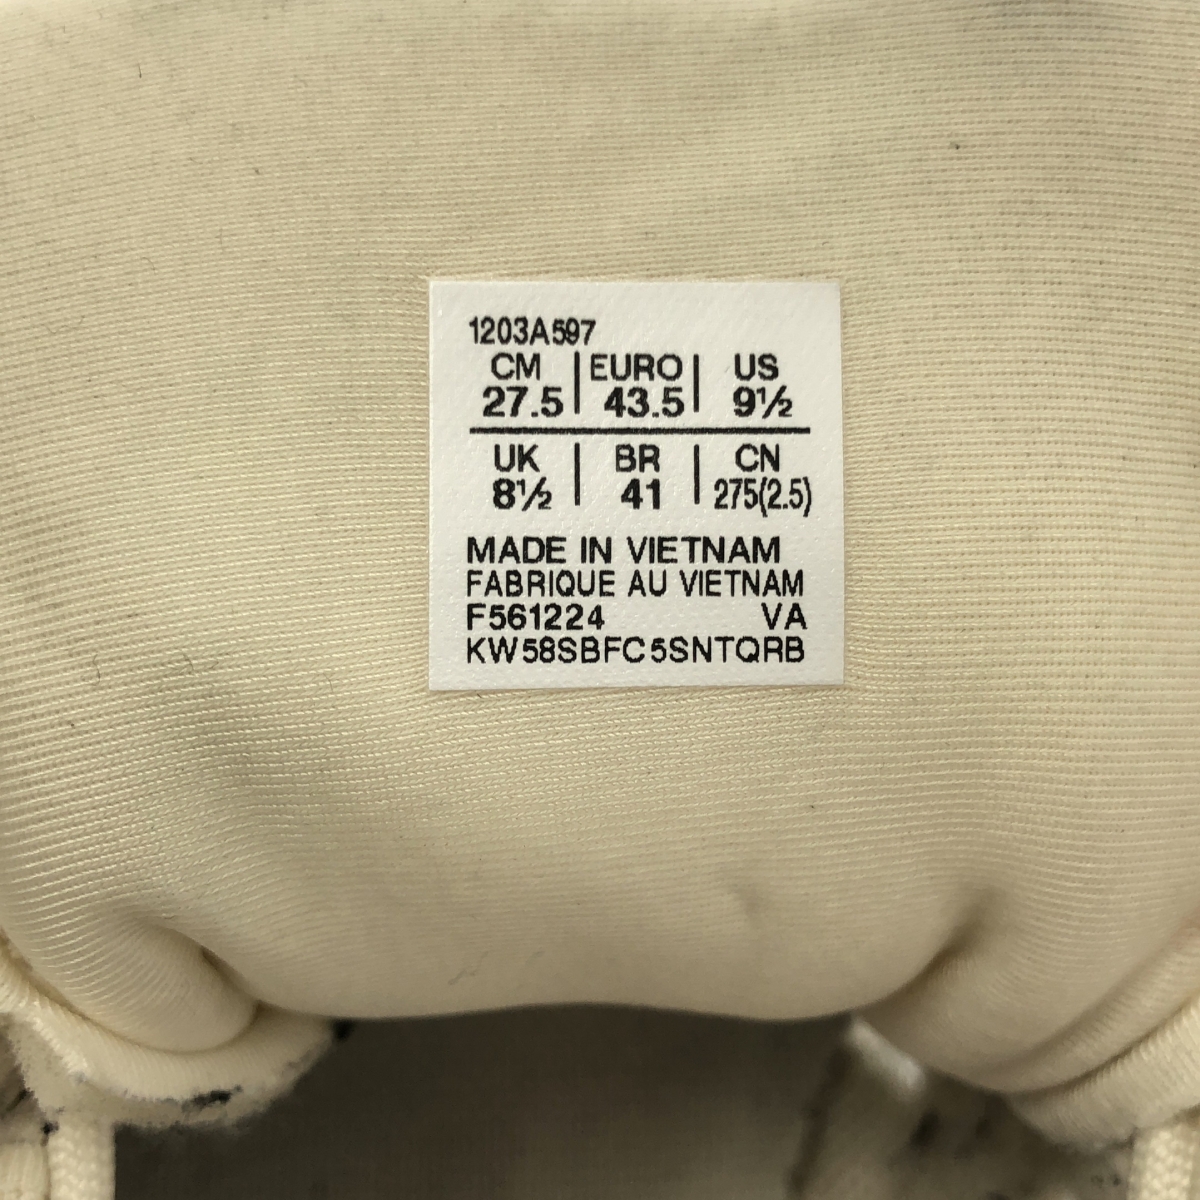 1203A597
CM | EURO | US
27.5 | 43.5 | 9½
UK | BR | CN
8½ | 41 | 275(2.5)
MADE IN VIETNAM
FABRIQUE AU VIETNAM
F561224 VA
KW58SBFC5SNTQRB